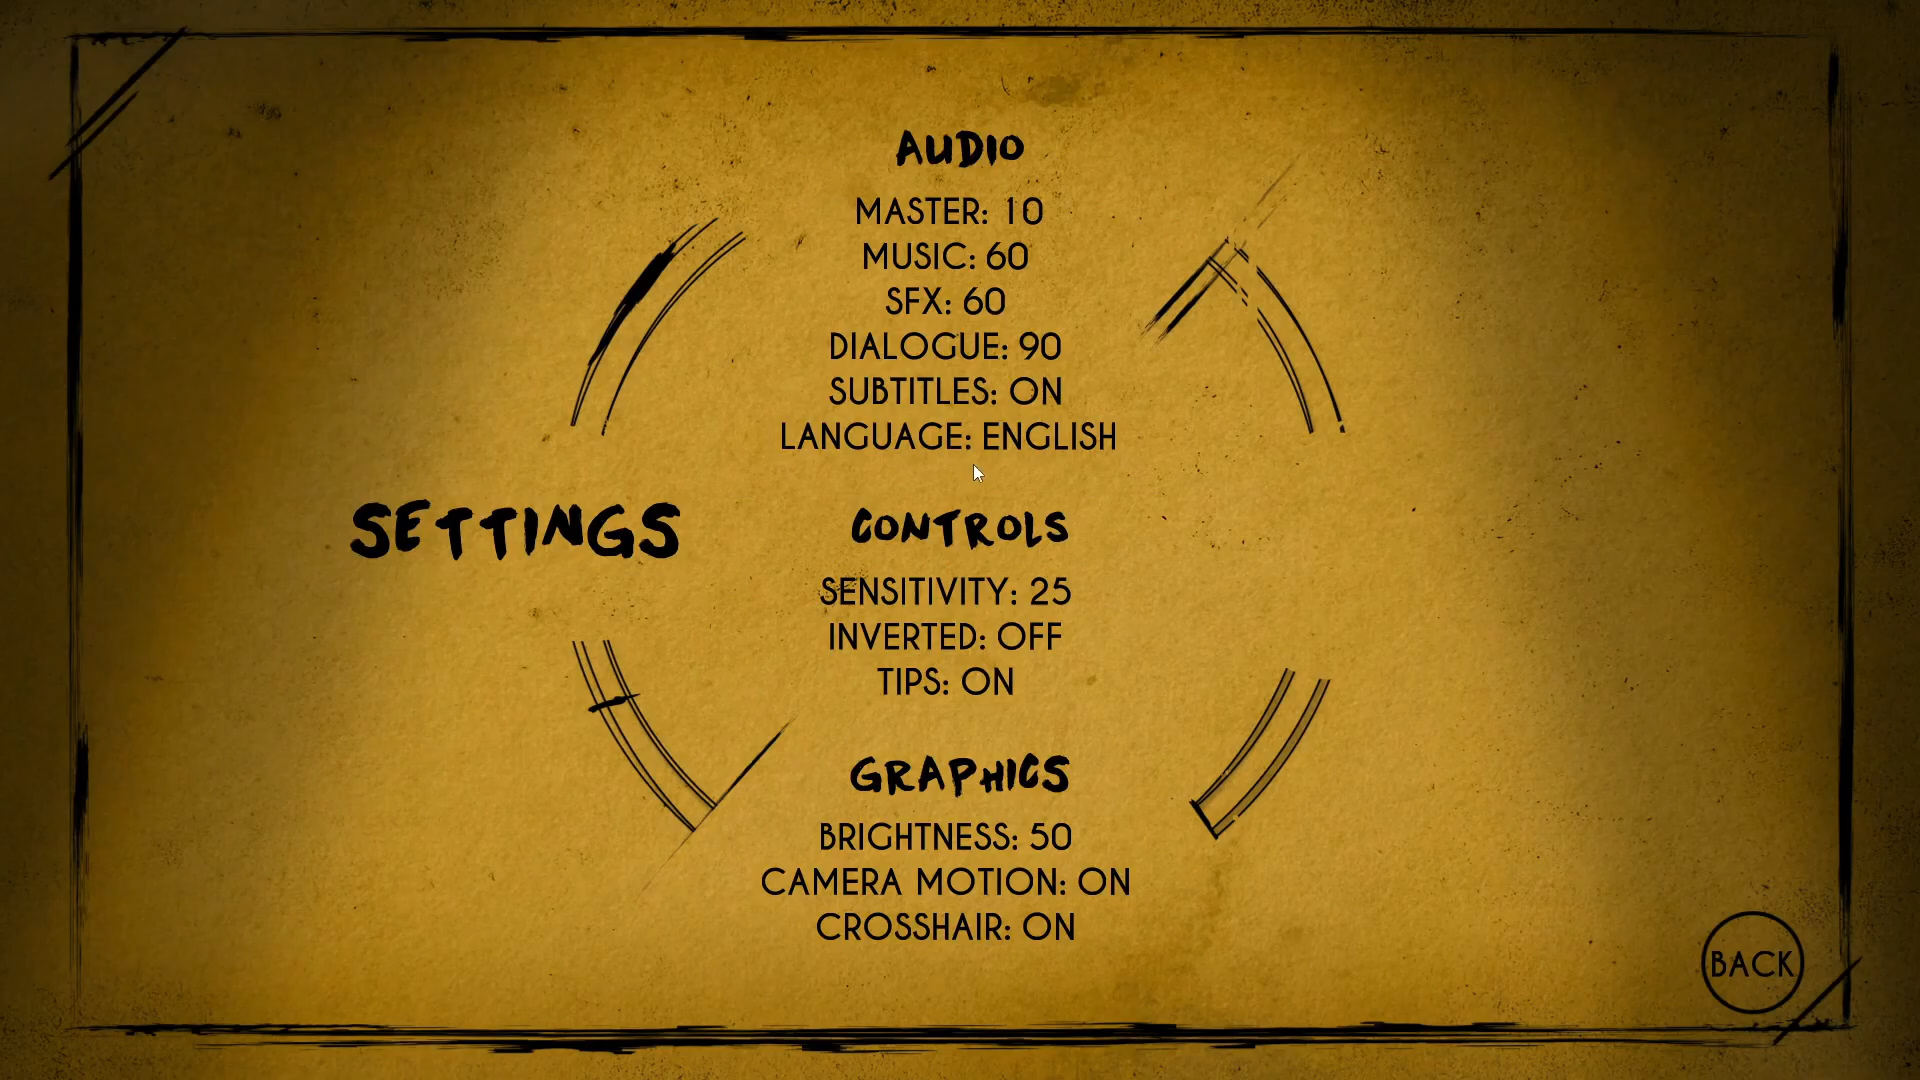 AUDIO
MASTER: 10
MUSIC: 60
SFX: 60
DIALOGUE: 90
SUBTITLES: ON
LANGUAGE: ENGLISH
SETTINGS
CONTROLS
SENSITIVITY: 25
INVERTED: OFF
TIPS: ON
GRAPHICS
BRIGHTNESS: 50
CAMERA MOTION: ON
CROSSHAIR: ON
BACK